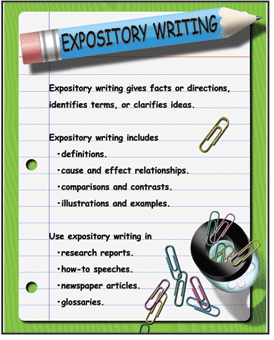 EXPOSITORY WRITING
Expository writing gives facts or directions,
identifies terms, or clarifies ideas.
Expository writing includes
•definitions.
•cause and effect relationships.
•comparisons and contrasts.
•illustrations and examples.
Use expository writing in
•research reports.
•how-to speeches.
•newspaper articles.
•glossaries.